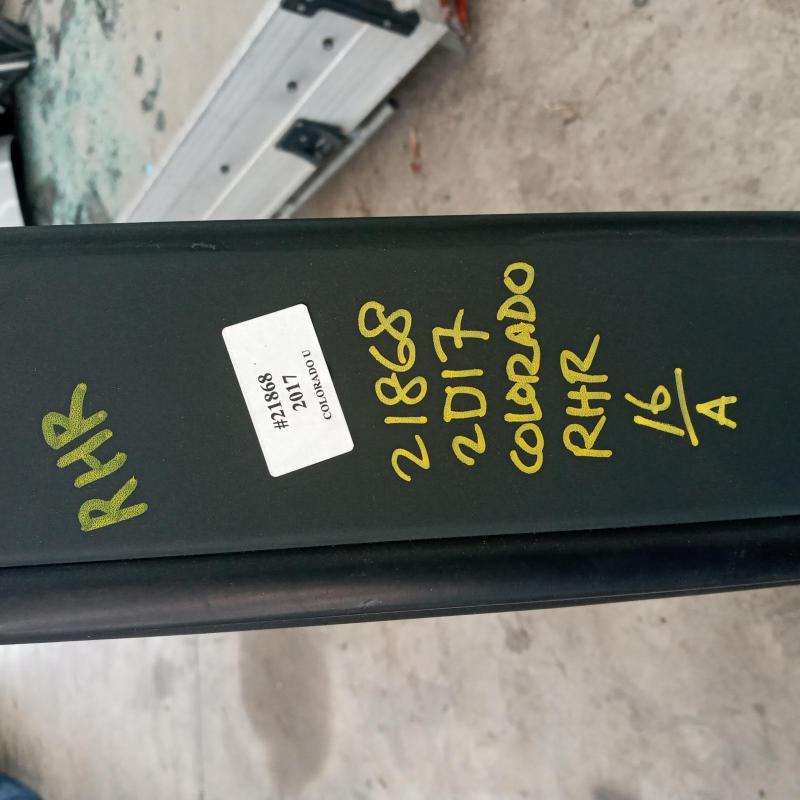 RHR
#21868
2017
COLORADO U
21868
2017
COLORADO
RHR
16/A